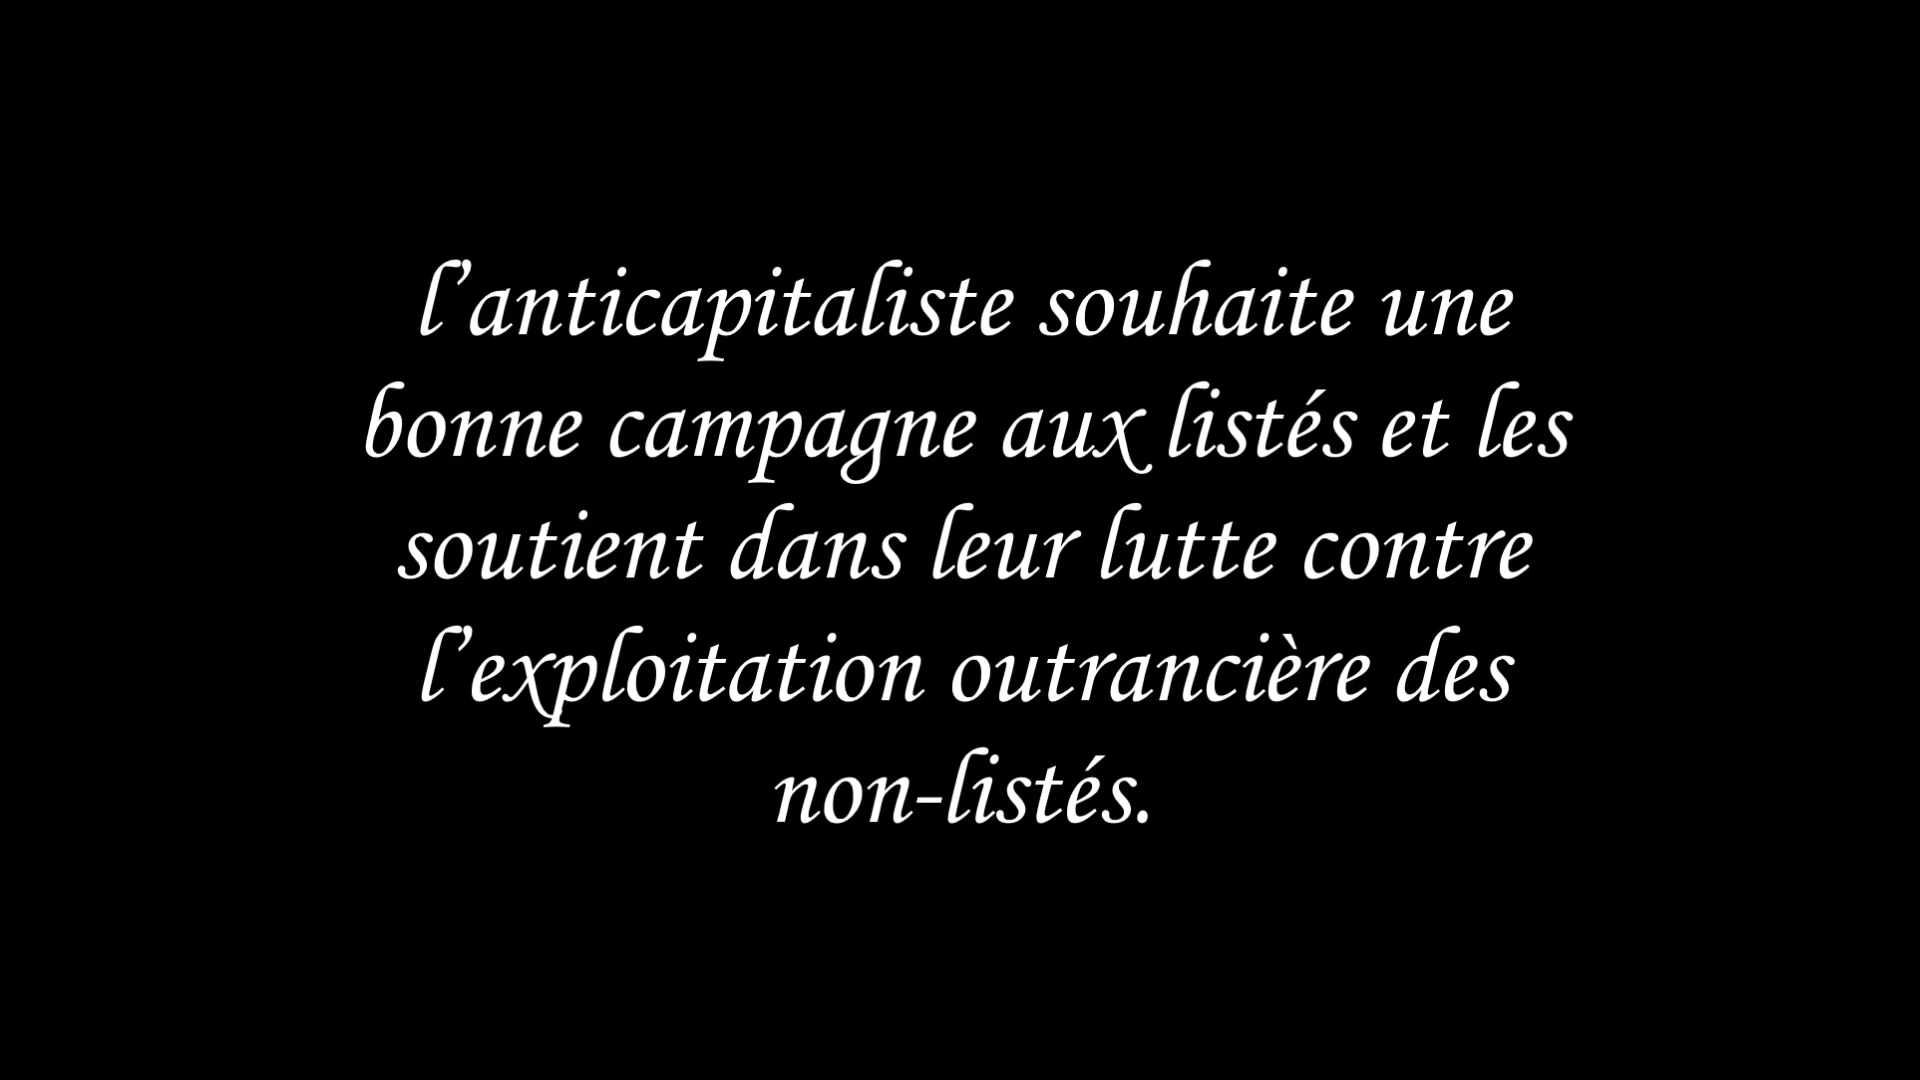 l’anticapitaliste souhaite une
bonne campagne aux listés et les
soutient dans leur lutte contre
l’exploitation outrancière des
non-listés.